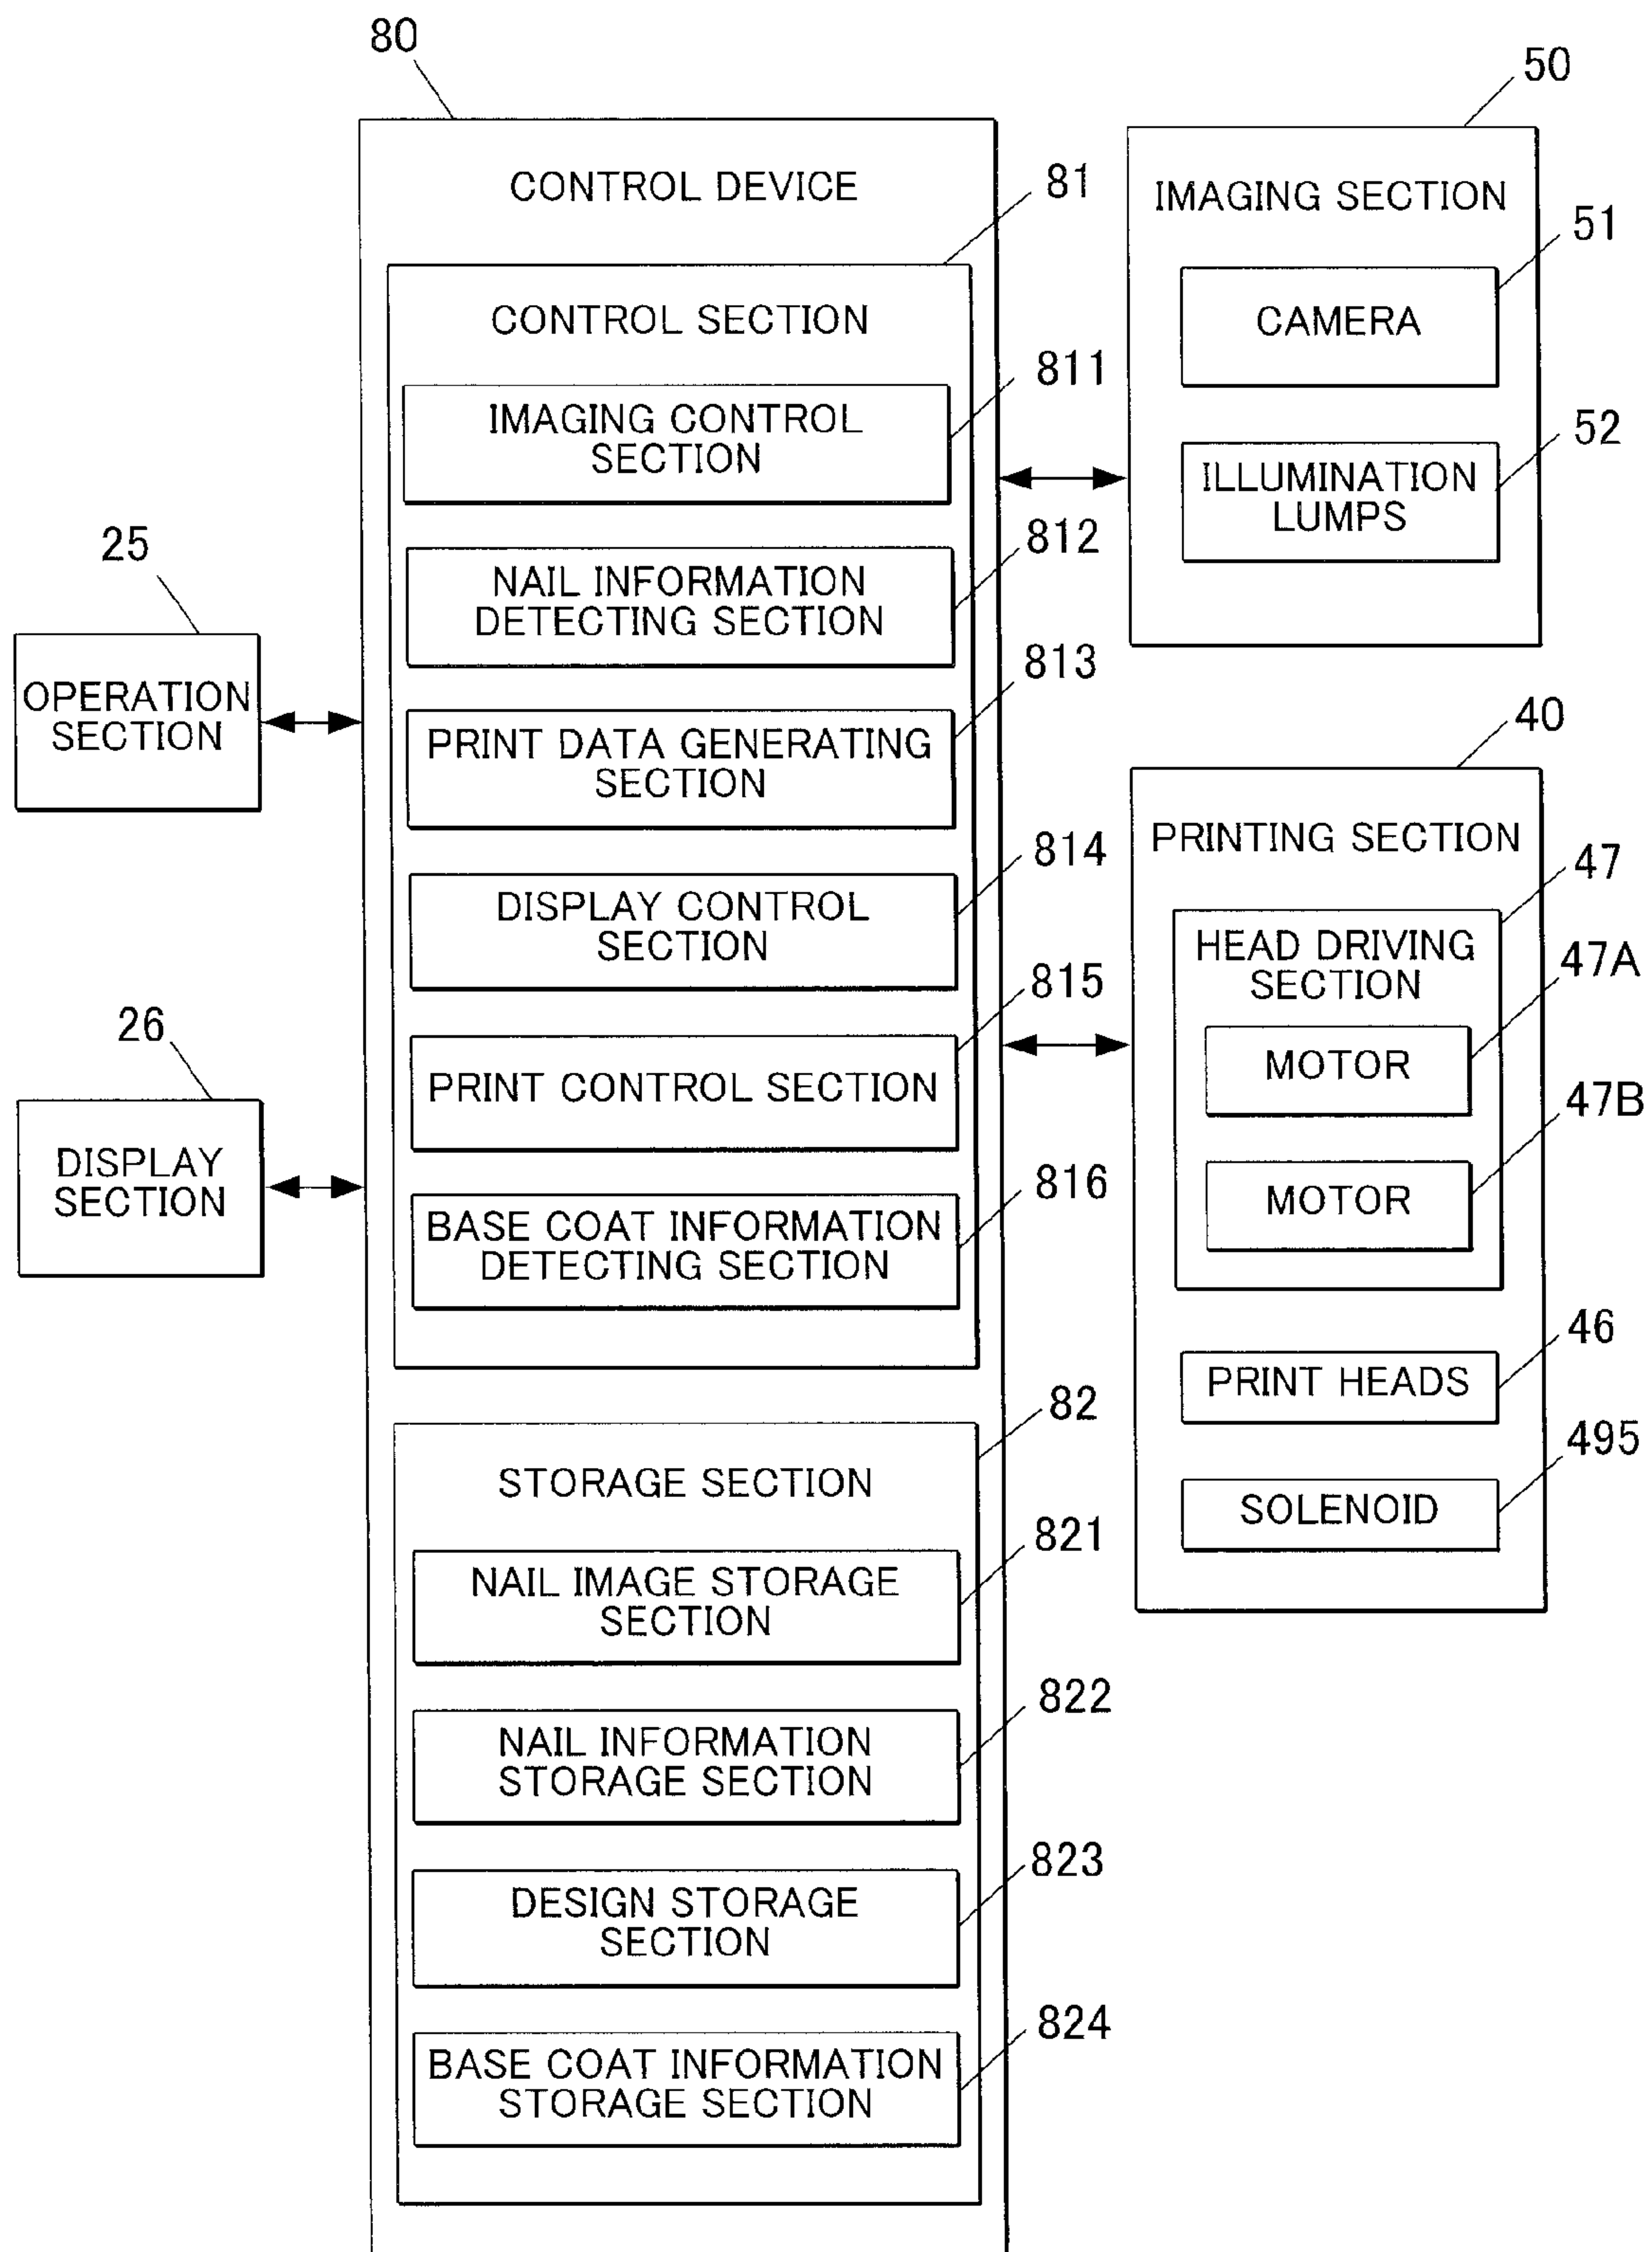 80
CONTROL DEVICE
81
CONTROL SECTION
811
IMAGING CONTROL
SECTION
812
NAIL INFORMATION
DETECTING SECTION
813
PRINT DATA GENERATING
SECTION
814
DISPLAY CONTROL
SECTION
815
PRINT CONTROL SECTION
816
BASE COAT INFORMATION
DETECTING SECTION
82
STORAGE SECTION
821
NAIL IMAGE STORAGE
SECTION
822
NAIL INFORMATION
STORAGE SECTION
823
DESIGN STORAGE
SECTION
824
BASE COAT INFORMATION
STORAGE SECTION
25
OPERATION
SECTION
26
DISPLAY
SECTION
50
IMAGING SECTION
51
CAMERA
52
ILLUMINATION
LUMPS
40
PRINTING SECTION
47
HEAD DRIVING
SECTION
47A
MOTOR
47B
MOTOR
46
PRINT HEADS
495
SOLENOID